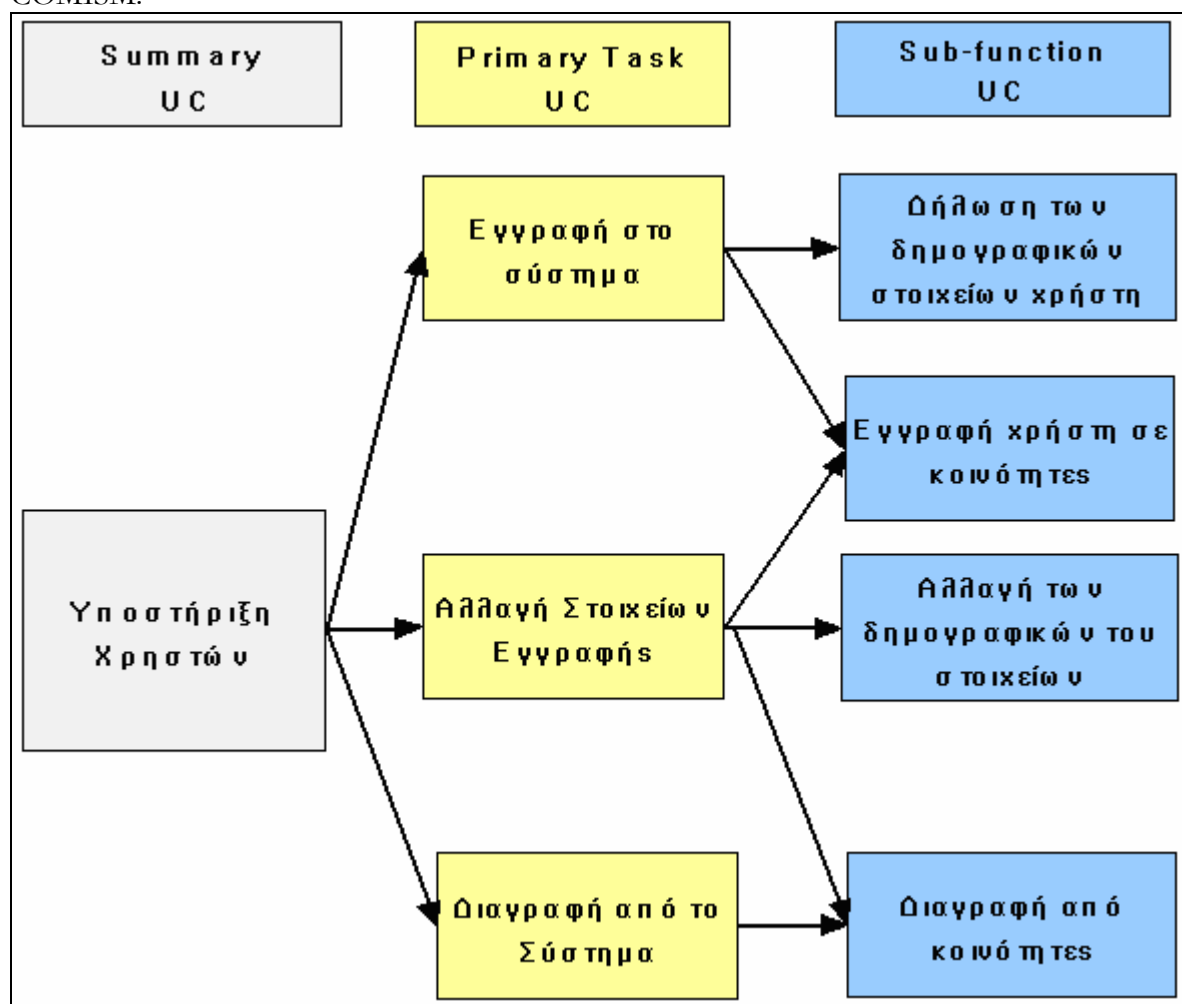 COMISM.
Summary
UC
Primary Task
UC
Sub-function
UC
Εγγραφή στο
σύστημα
Δήλωση των
δημογραφικών
στοιχείων χρήστη
Εγγραφή χρήστη σε
κοινότητες
Υποστήριξη
Χρηστών
Αλλαγή Στοιχείων
Εγγραφής
Αλλαγή των
δημογραφικών του
στοιχείων
Διαγραφή από το
Σύστημα
Διαγραφή από
κοινότητες